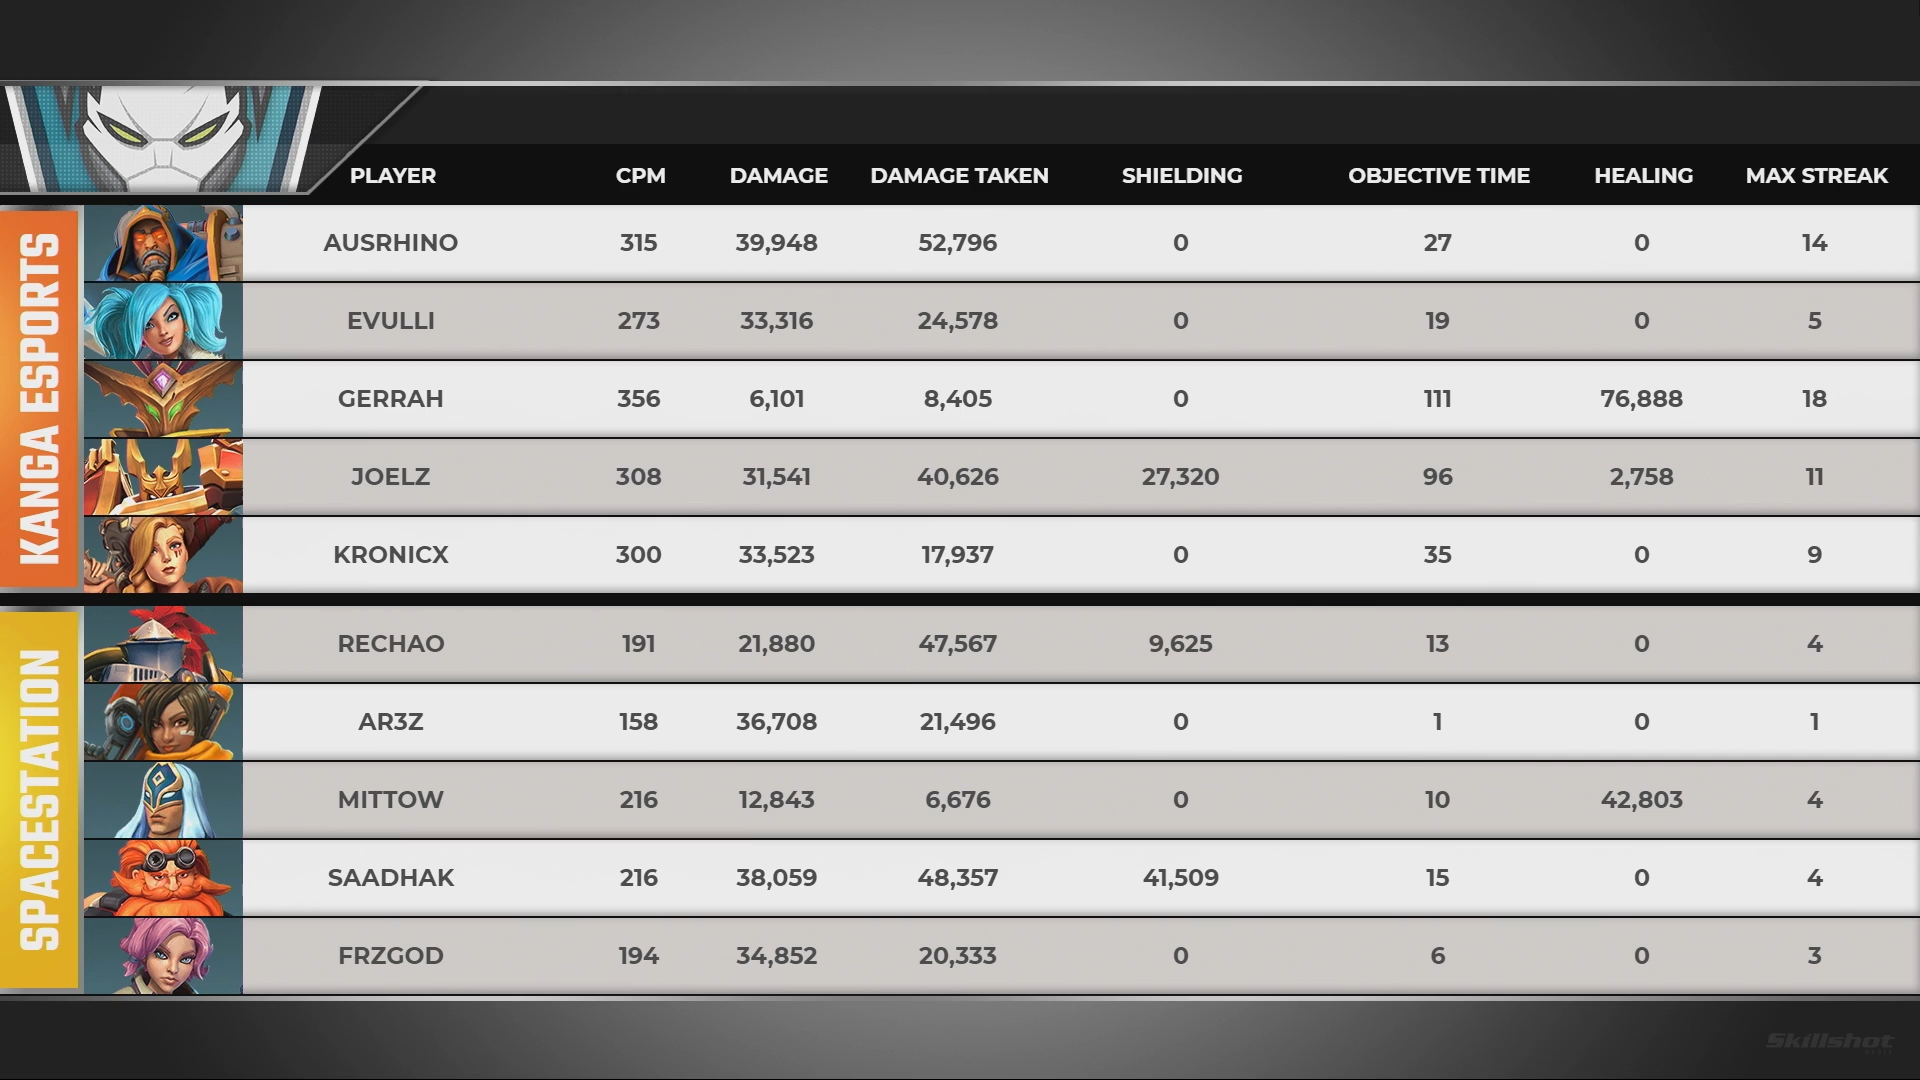 PLAYER CPM DAMAGE DAMAGE TAKEN SHIELDING OBJECTIVE TIME HEALING MAX STREAK
KANGA ESPORTS
AUSRHINO 315 39,948 52,796 0 27 0 14
EVULLI 273 33,316 24,578 0 19 0 5
GERRAH 356 6,101 8,405 0 111 76,888 18
JOELZ 308 31,541 40,626 27,320 96 2,758 11
KRONICX 300 33,523 17,937 0 35 0 9
SPACESTATION
RECHAO 191 21,880 47,567 9,625 13 0 4
AR3Z 158 36,708 21,496 0 1 0 1
MITTOW 216 12,843 6,676 0 10 42,803 4
SAADHAK 216 38,059 48,357 41,509 15 0 4
FRZGOD 194 34,852 20,333 0 6 0 3
Skillshot